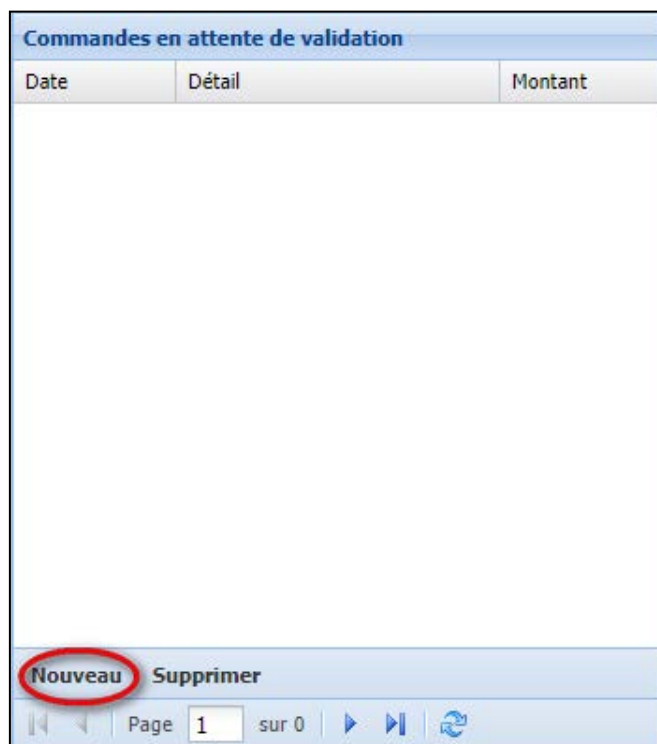 Commandes en attente de validation
Date Détail Montant
Nouveau Supprimer
Page 1 sur 0